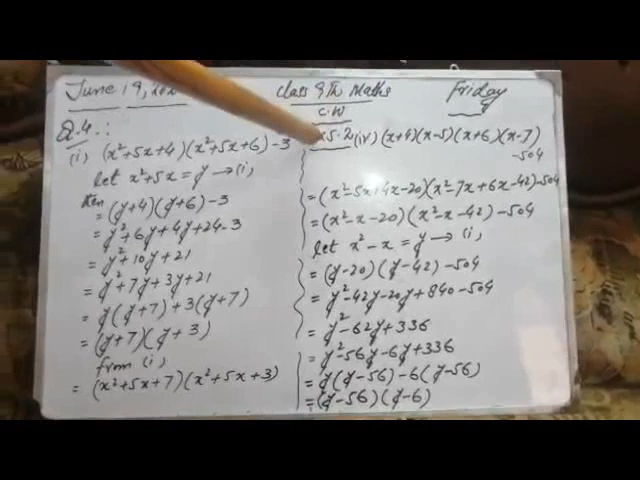 June 19, 202
Class 9Th Maths
Friday
C.W
Q.4.:
(i) (x²+5x+4)(x²+5x+6)-3
let x²+5x=y→(i)
then
=(y+4)(y+6)-3
=y²+6y+4y+24-3
=y²+10y+21
=y²+7y+3y+21
=y(y+7)+3(y+7)
=(y+7)(y+3)
from (i)
=(x²+5x+7)(x²+5x+3)
x5.2 (iv) (x+4)(x-5)(x+6)(x-7)
-504
=(x²-5x+4x-20)(x²-7x+6x-42)-504
=(x²-x-20)(x²-x-42)-504
let x²-x=y→(i)
=(y-20)(y-42)-504
=y²-42y-20y+840-504
=y²-62y+336
=y²-56y-6y+336
=y(y-56)-6(y-56)
=(y-56)(y-6)